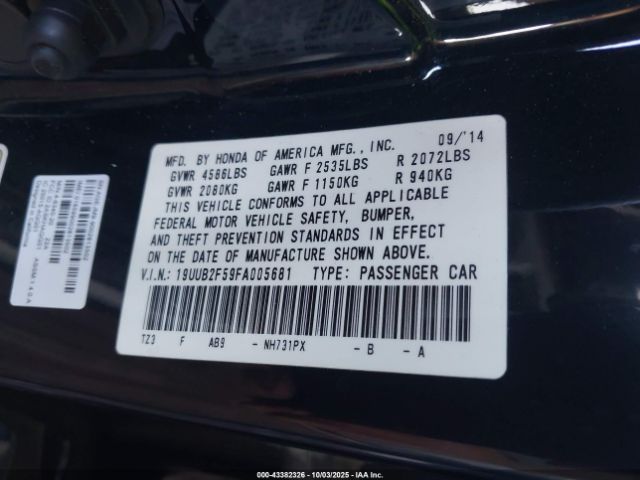 MFD. BY HONDA OF AMERICA MFG., INC. 09/'14
GVWR 4586LBS GAWR F 2535LBS R 2072LBS
GVWR 2080KG GAWR F 1150KG R 940KG
THIS VEHICLE CONFORMS TO ALL APPLICABLE
FEDERAL MOTOR VEHICLE SAFETY, BUMPER,
AND THEFT PREVENTION STANDARDS IN EFFECT
ON THE DATE OF MANUFACTURE SHOWN ABOVE.
V.I.N.: 19UUB2F59FA005681 TYPE: PASSENGER CAR
TZ3 F AB9 - NH731PX - B - A
000-43382326 - 10/03/2025 - IAA Inc.